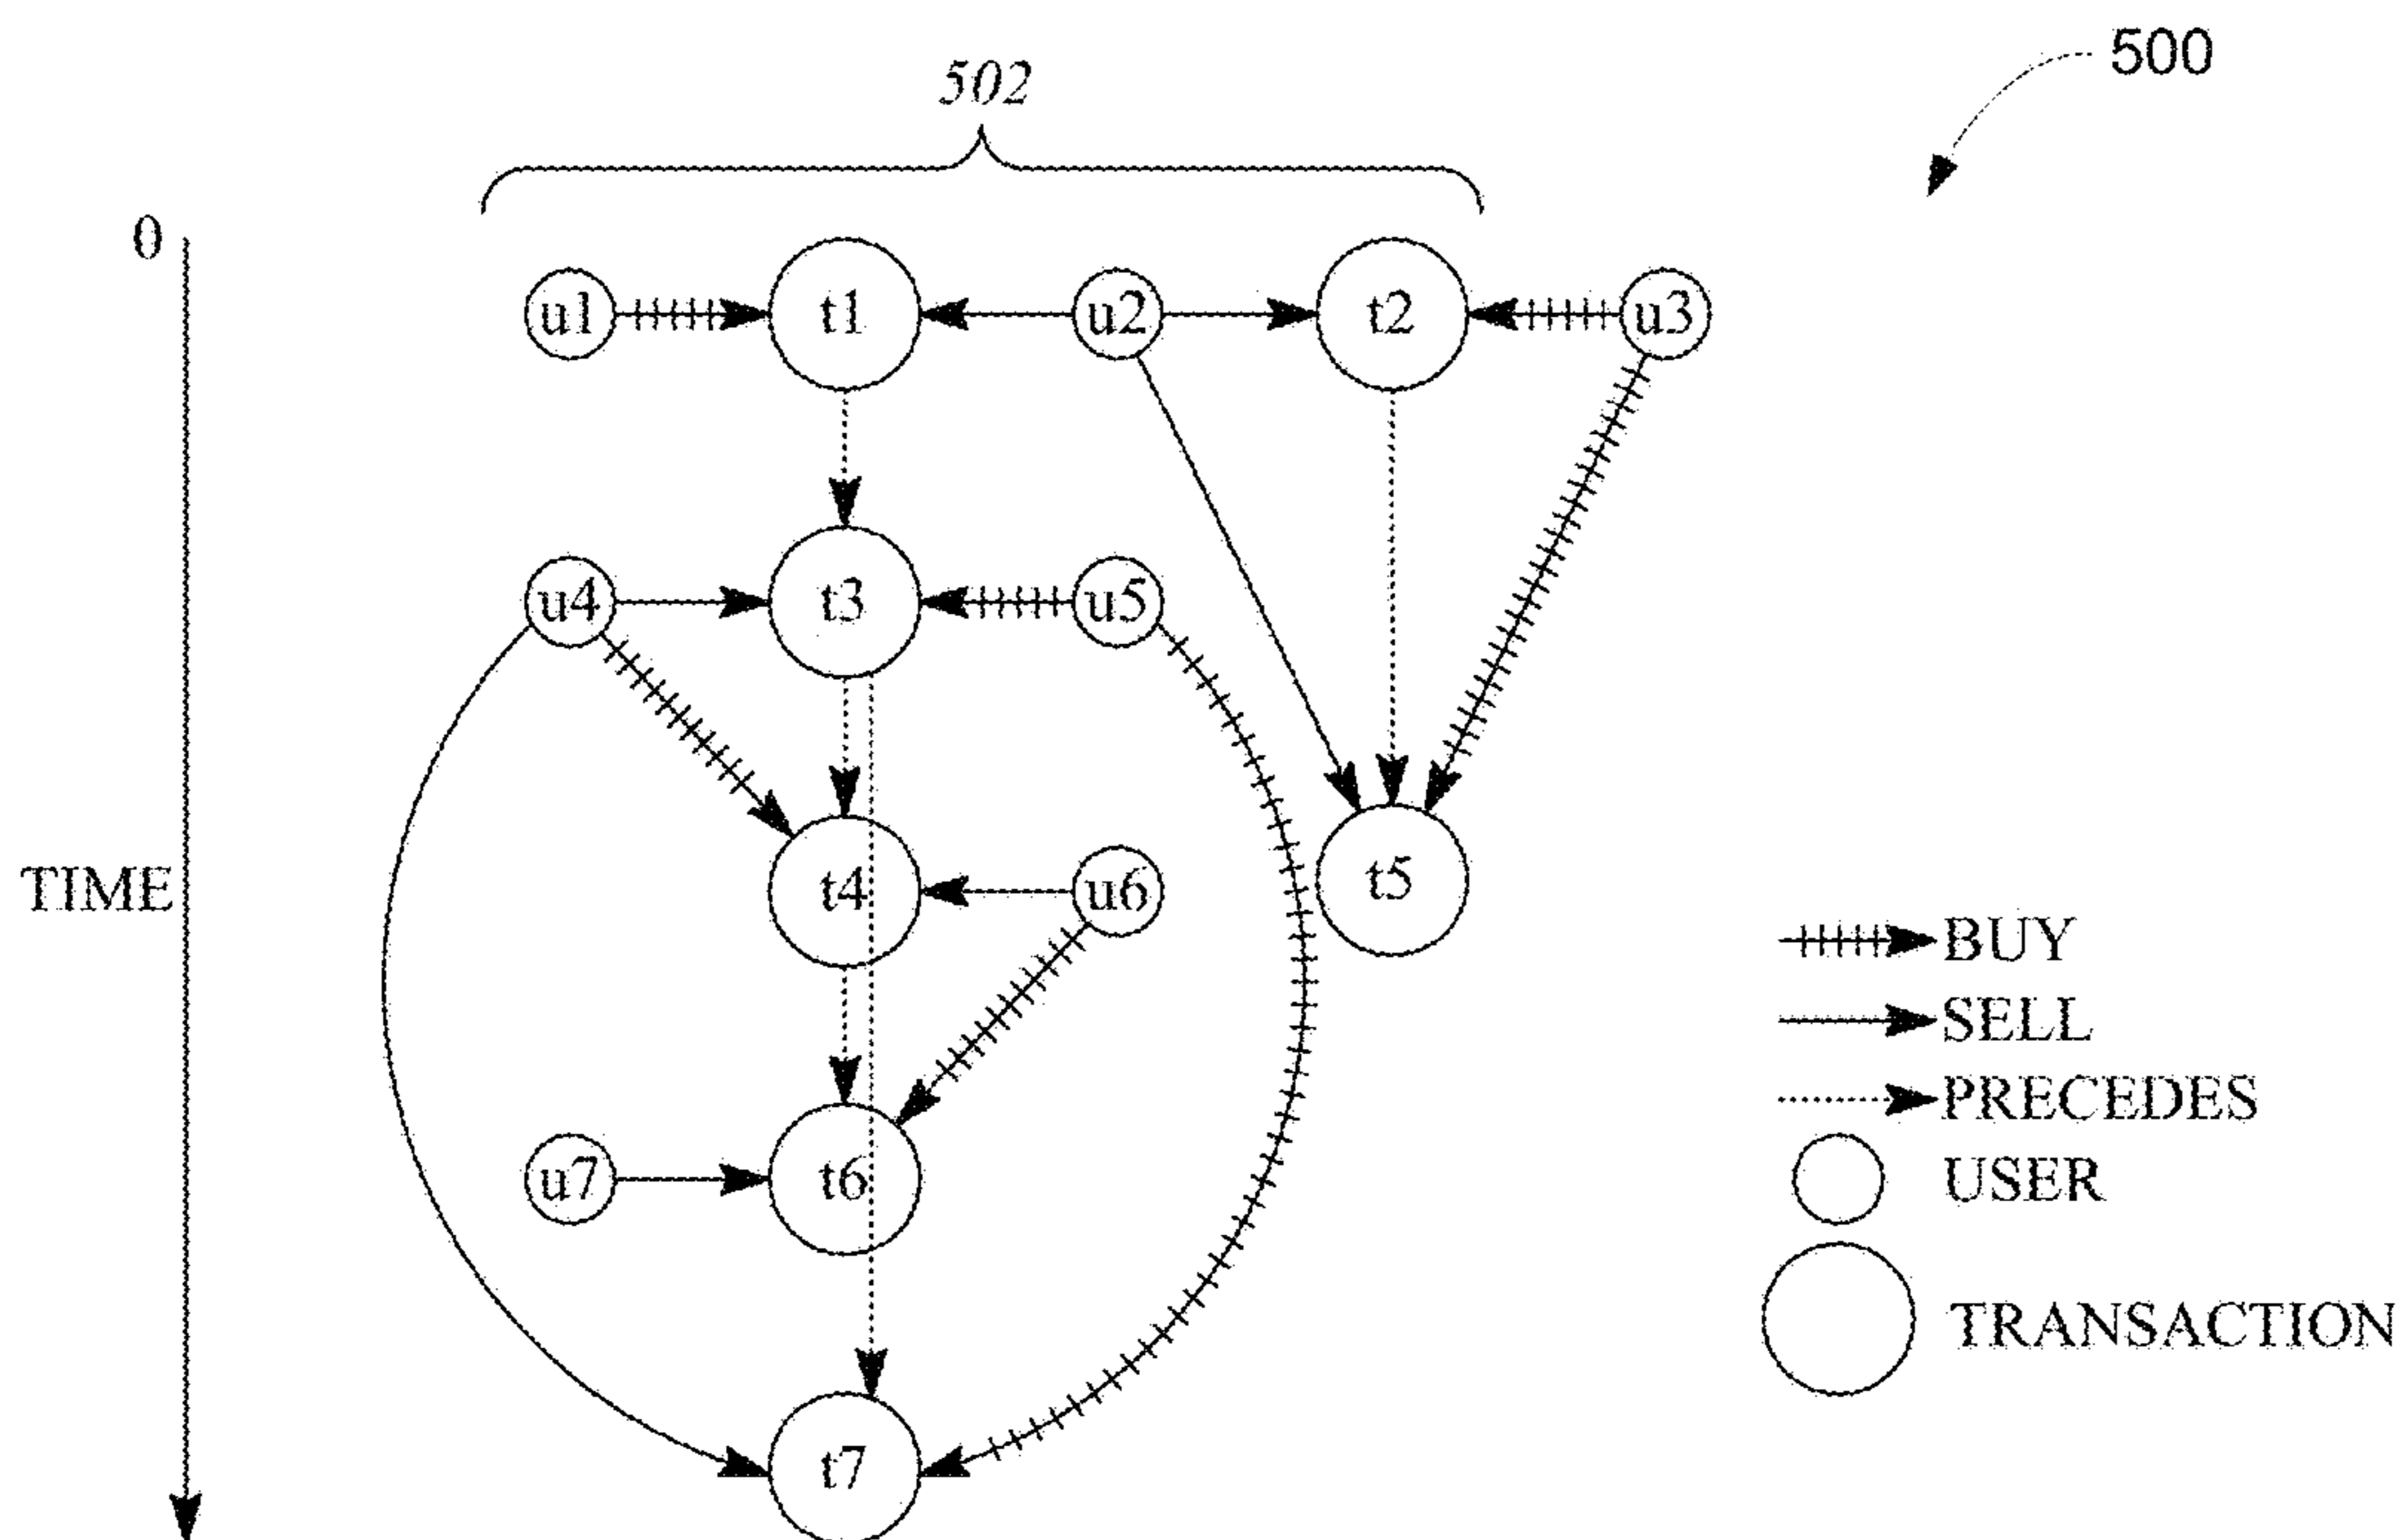 500
502
0
u1 t1 u2 t2 u3
u4 t3 u5
TIME
t4 u6 t5
BUY
SELL
PRECEDES
u7 t6
USER
TRANSACTION
t7